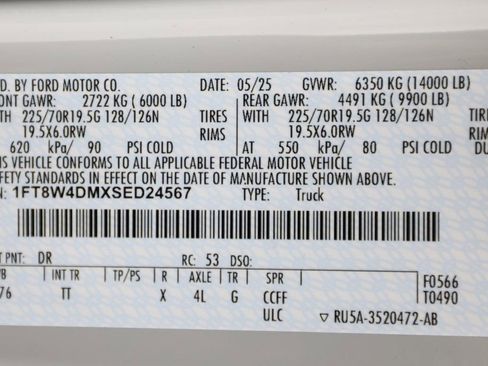 D. BY FORD MOTOR CO. DATE: 05/25 GVWR: 6350 KG (14000 LB)
ONT GAWR: 2722 KG ( 6000 LB) REAR GAWR: 4491 KG ( 9900 LB)
TH 225/70R19.5G 128/126N TIRES WITH 225/70R19.5G 128/126N TIRES
19.5X6.0RW RIMS 19.5X6.0RW RIMS
620 kPa/ 90 PSI COLD AT 550 kPa/ 80 PSI COLD DU
IS VEHICLE CONFORMS TO ALL APPLICABLE FEDERAL MOTOR VEHICLE
FETY STANDARDS IN EFFECT ON THE DATE OF MANUFACTURE SHOWN ABOVE.
N: 1FT8W4DMXSED24567 TYPE: Truck
T PNT: DR RC: 53 DSO:
VB INT TR TP/PS R AXLE TR SPR F0566
76 TT X 4L G CCFF T0490
ULC ▽ RU5A-3520472-AB